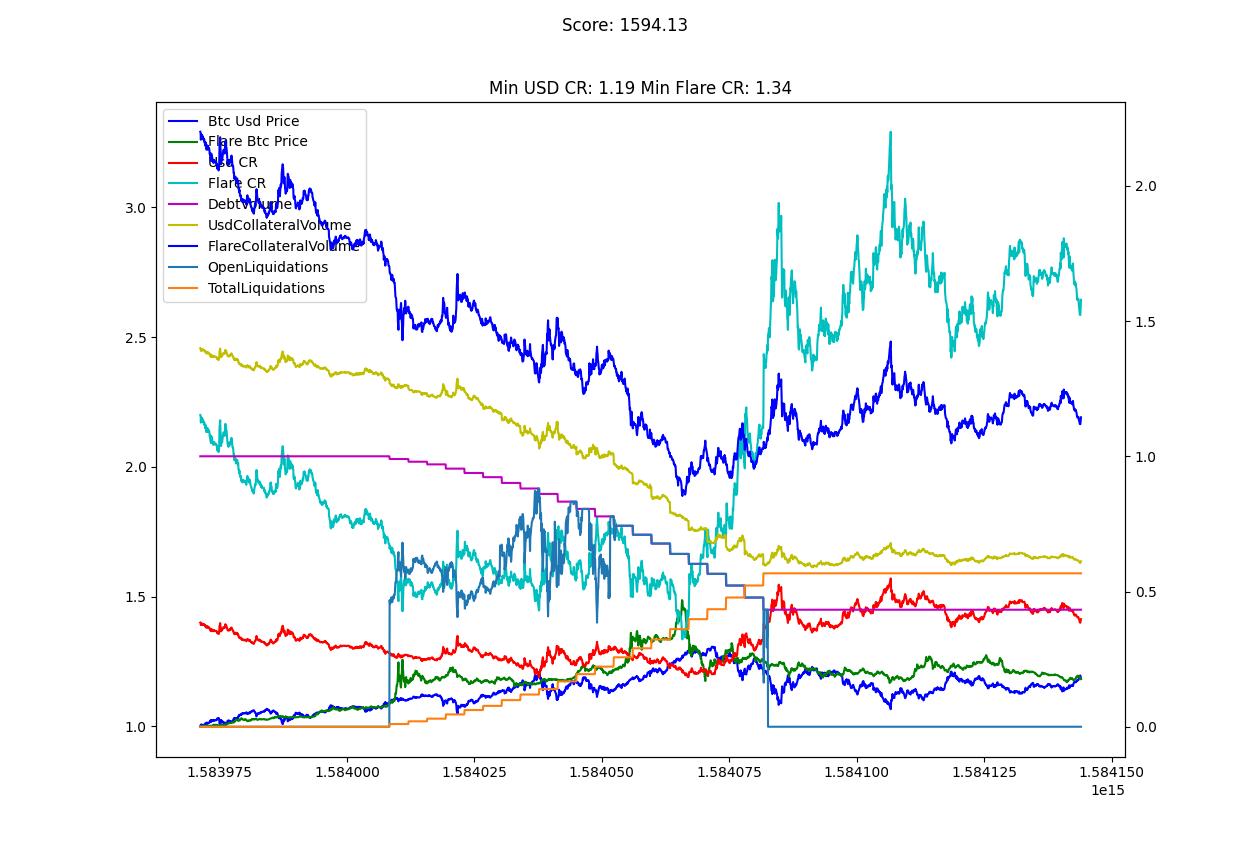 Score: 1594.13
Min USD CR: 1.19 Min Flare CR: 1.34
Btc Usd Price
Flare Btc Price
Usd CR
Flare CR
DebtVolume
UsdCollateralVolume
FlareCollateralVolume
OpenLiquidations
TotalLiquidations
3.0
2.5
2.0
1.5
1.0
2.0
1.5
1.0
0.5
0.0
1.583975
1.584000
1.584025
1.584050
1.584075
1.584100
1.584125
1.584150
1e15